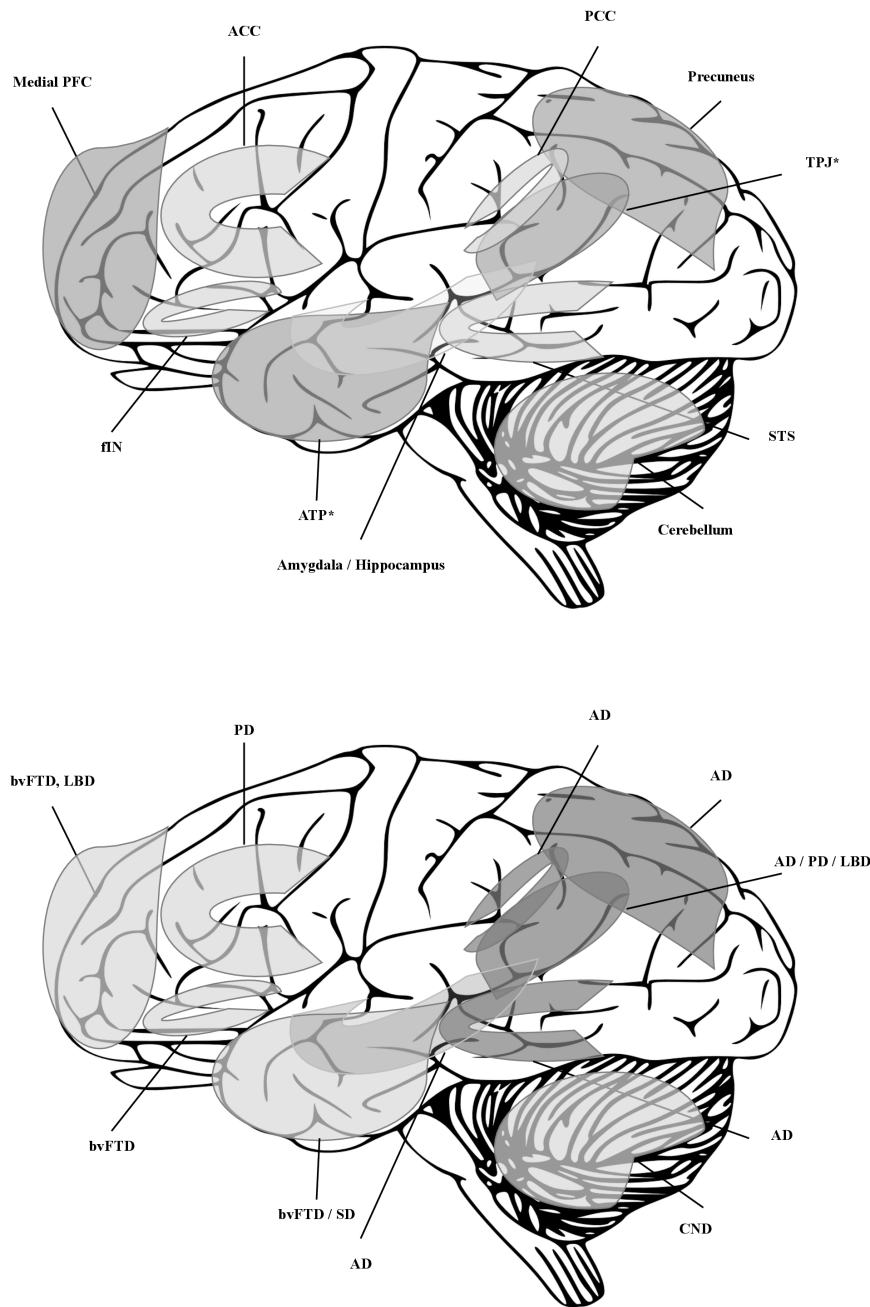 PCC
ACC
Medial PFC
Precuneus
TPJ*
fIN
STS
ATP*
Cerebellum
Amygdala / Hippocampus
AD
PD
bvFTD, LBD
AD
AD / PD / LBD
bvFTD
AD
bvFTD / SD
CND
AD